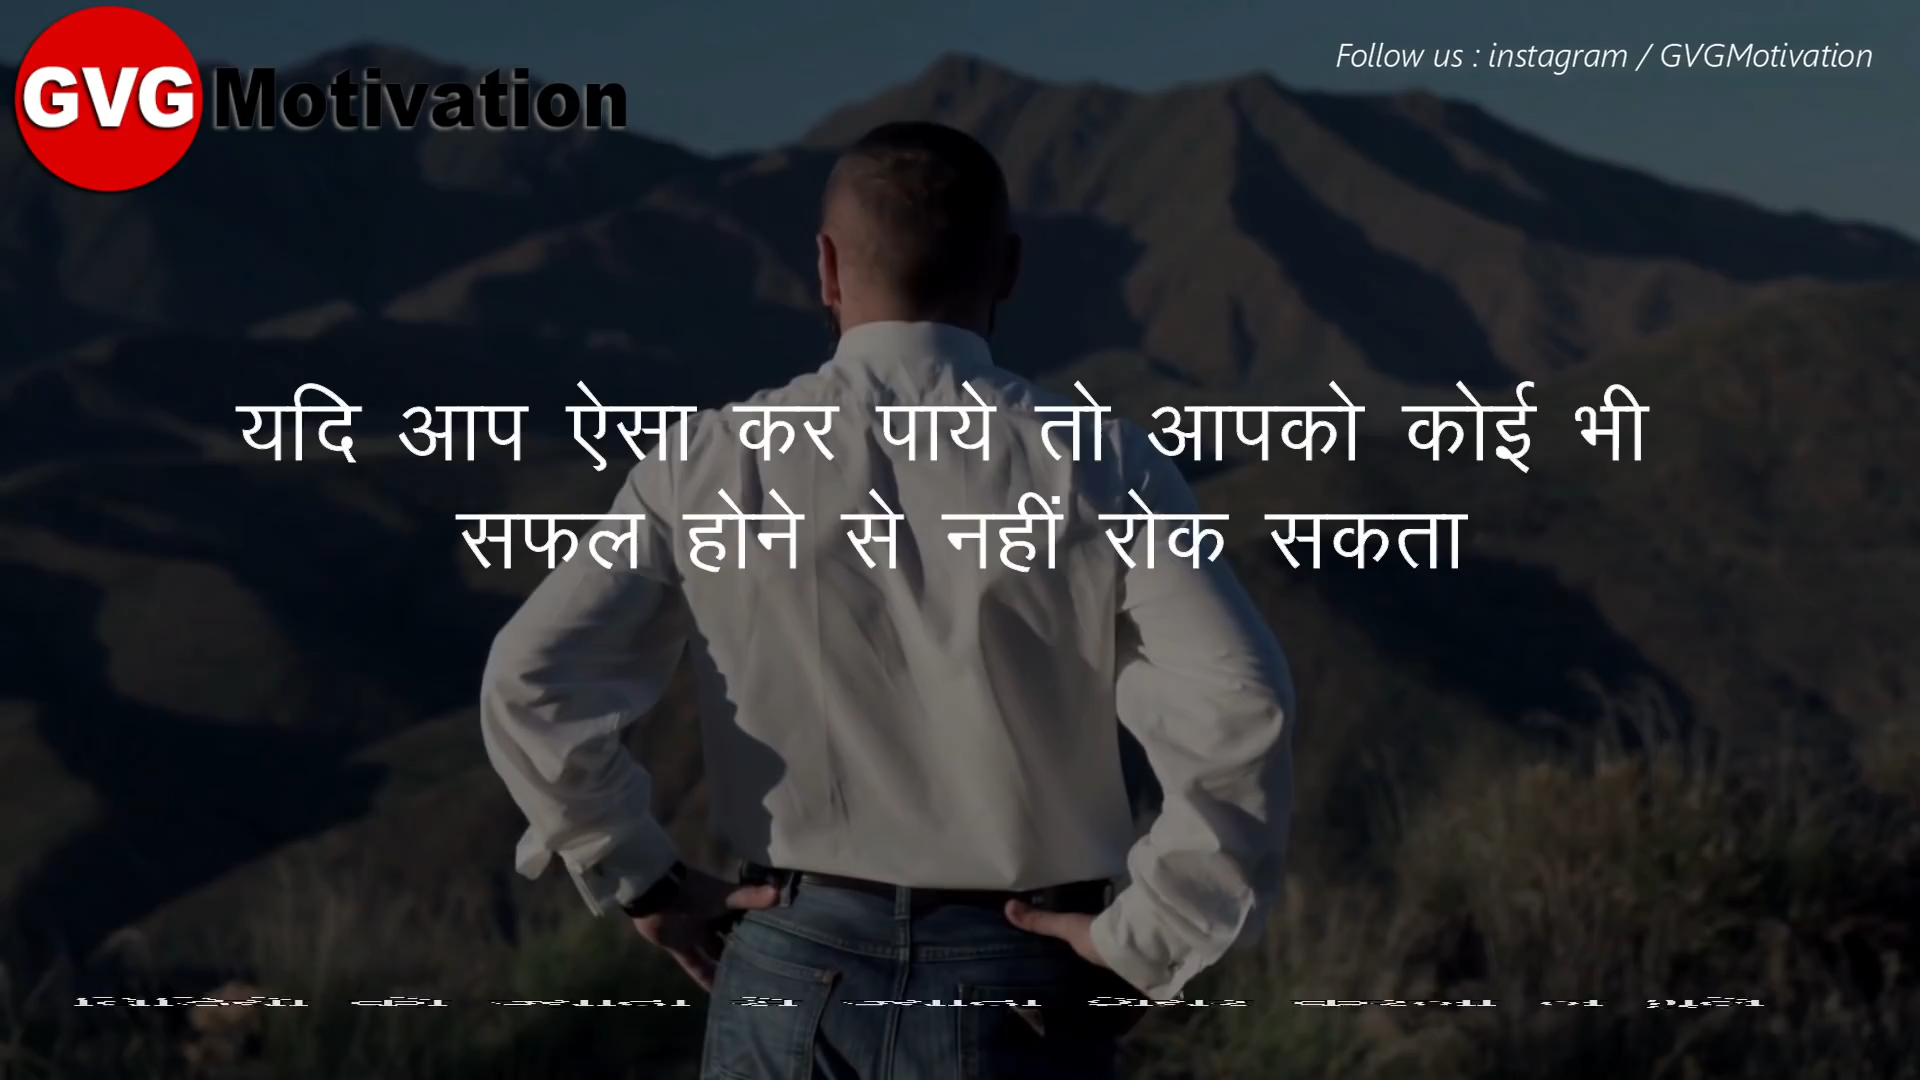 GVG Motivation
Follow us : instagram / GVGMotivation
यदि आप ऐसा कर पाये तो आपको कोई भी
सफल होने से नहीं रोक सकता